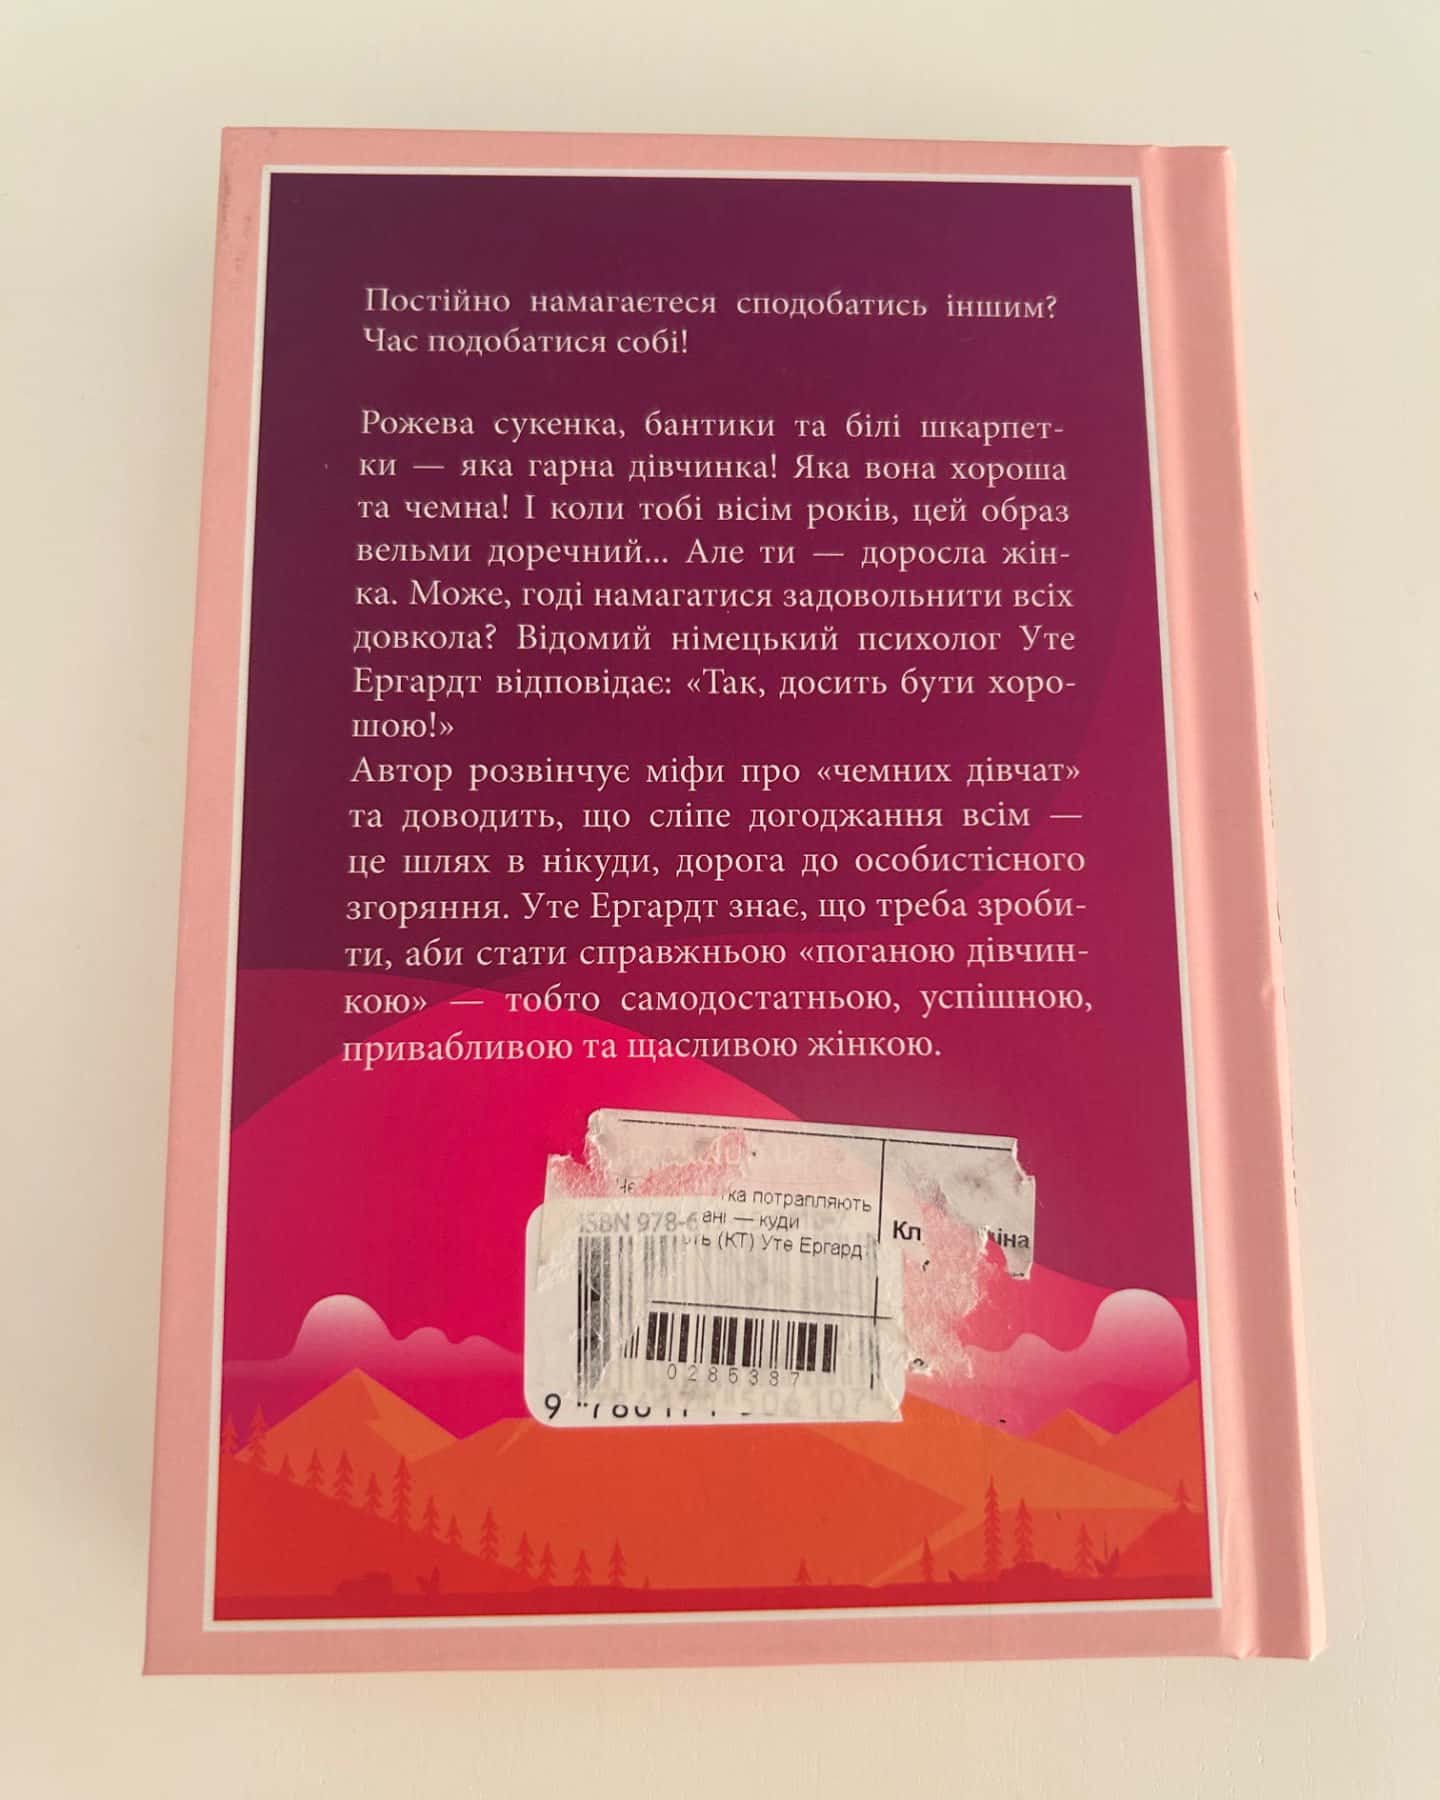 Постійно намагаєтеся сподобатись іншим?
Час подобатися собі!
Рожева сукенка, бантики та білі шкарпет-
ки — яка гарна дівчинка! Яка вона хороша
та чемна! І коли тобі вісім років, цей образ
вельми доречний... Але ти — доросла жін-
ка. Може, годі намагатися задовольнити всіх
довкола? Відомий німецький психолог Уте
Ергардт відповідає: «Так, досить бути хоро-
шою!»
Автор розвінчує міфи про «чемних дівчат»
та доводить, що сліпе догоджання всім —
це шлях в нікуди, дорога до особистісного
згоряння. Уте Ергардт знає, що треба зроби-
ти, аби стати справжньою «поганою дівчин-
кою» — тобто самодостатньою, успішною,
привабливою та щасливою жінкою.
потрапляють
ISBN 978-6
— куди
(КТ) Уте Ергард
0285387